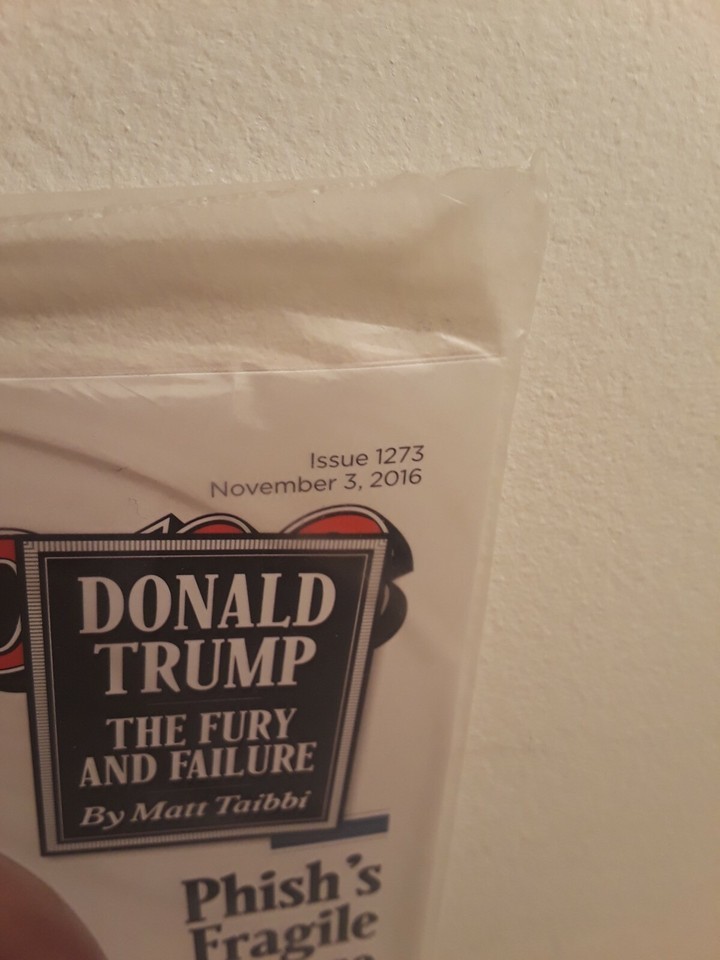 Issue 1273
November 3, 2016
DONALD
TRUMP
THE FURY
AND FAILURE
By Matt Taibbi
Phish's
Fragile